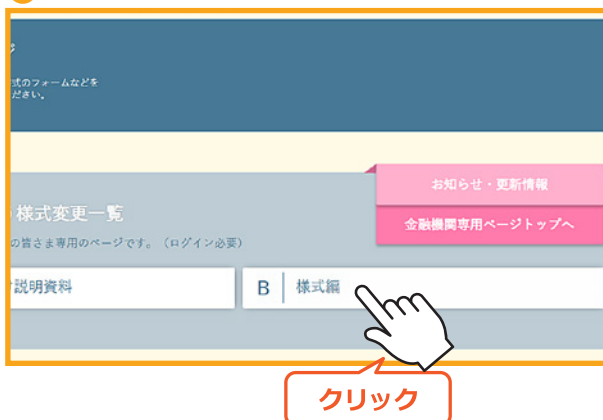 式のフォームなどを
ださい。
お知らせ・更新情報
様式変更一覧
金融機関専用ページトップへ
の皆さま専用のページです。（ログイン必要）
説明資料
B 様式編
クリック